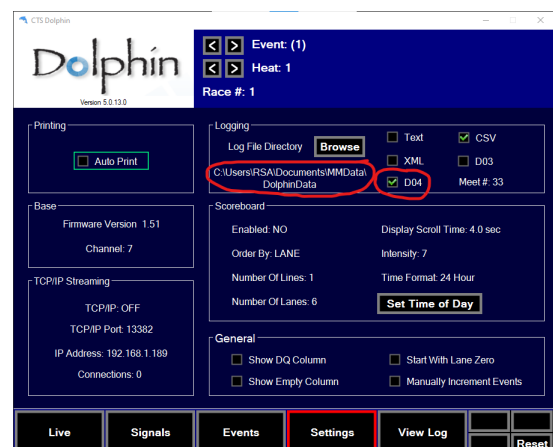 CTS Dolphin
Dolphin
Version 5.0.13.0
Event: (1)
Heat: 1
Race #: 1
Printing
Auto Print
Logging
Log File Directory Browse
C:\Users\RSA\Documents\MMData\
DolphinData
Text CSV
XML D03
D04 Meet #: 33
Base
Firmware Version 1.51
Channel: 7
Scoreboard
Enabled: NO Display Scroll Time: 4.0 sec
Order By: LANE Intensity: 7
Number Of Lines: 1 Time Format: 24 Hour
Number Of Lanes: 6 Set Time of Day
TCP/IP Streaming
TCP/IP: OFF
TCP/IP Port: 13382
IP Address: 192.168.1.189
Connections: 0
General
Show DQ Column Start With Lane Zero
Show Empty Column Manually Increment Events
Live Signals Events Settings View Log Reset